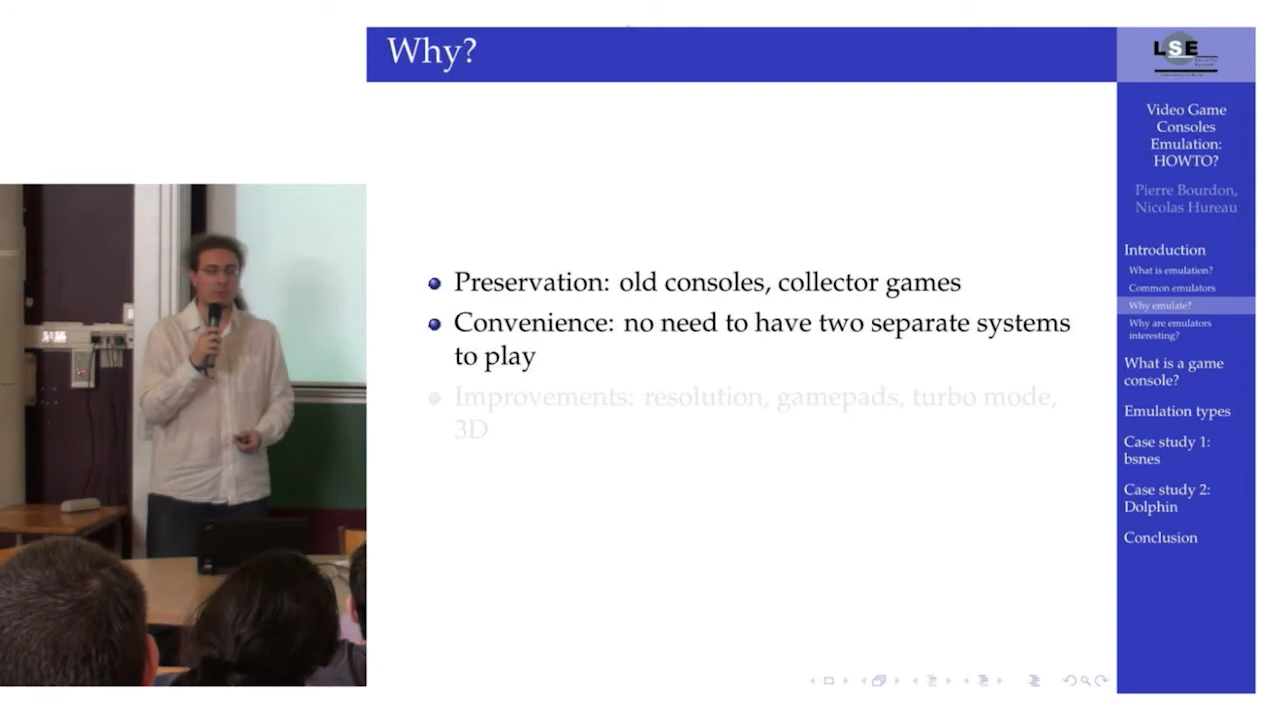 Why?
Preservation: old consoles, collector games
Convenience: no need to have two separate systems
to play
Improvements: resolution, gamepads, turbo mode,
3D
LSE
Video Game
Consoles
Emulation:
HOWTO?
Pierre Bourdon,
Nicolas Hureau
Introduction
What is emulation?
Common emulators
Why emulate?
Why are emulators
interesting?
What is a game
console?
Emulation types
Case study 1:
bsnes
Case study 2:
Dolphin
Conclusion